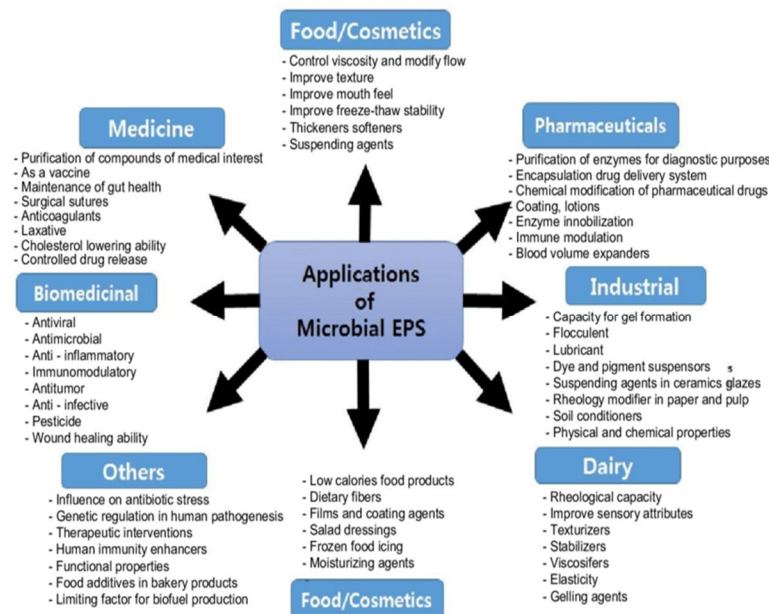 Food/Cosmetics
- Control viscosity and modify flow
- Improve texture
- Improve mouth feel
- Improve freeze-thaw stability
- Thickeners softeners
- Suspending agents
Medicine
- Purification of compounds of medical interest
- As a vaccine
- Maintenance of gut health
- Surgical sutures
- Anticoagulants
- Laxative
- Cholesterol lowering ability
- Controlled drug release
Pharmaceuticals
- Purification of enzymes for diagnostic purposes
- Encapsulation drug delivery system
- Chemical modification of pharmaceutical drugs
- Coating, lotions
- Enzyme innobilization
- Immune modulation
- Blood volume expanders
Applications
of
Microbial EPS
Biomedicinal
- Antiviral
- Antimicrobial
- Anti - inflammatory
- Immunomodulatory
- Antitumor
- Anti - infective
- Pesticide
- Wound healing ability
Industrial
- Capacity for gel formation
- Flocculent
- Lubricant
- Dye and pigment suspensors
s
- Suspending agents in ceramics glazes
- Rheology modifier in paper and pulp
- Soil conditioners
- Physical and chemical properties
Others
- Influence on antibiotic stress
- Genetic regulation in human pathogenesis
- Therapeutic interventions
- Human immunity enhancers
- Functional properties
- Food additives in bakery products
- Limiting factor for biofuel production
- Low calories food products
- Dietary fibers
- Films and coating agents
- Salad dressings
- Frozen food icing
- Moisturizing agents
-
Food/Cosmetics
Dairy
- Rheological capacity
- Improve sensory attributes
- Texturizers
- Stabilizers
- Viscosifers
- Elasticity
- Gelling agents